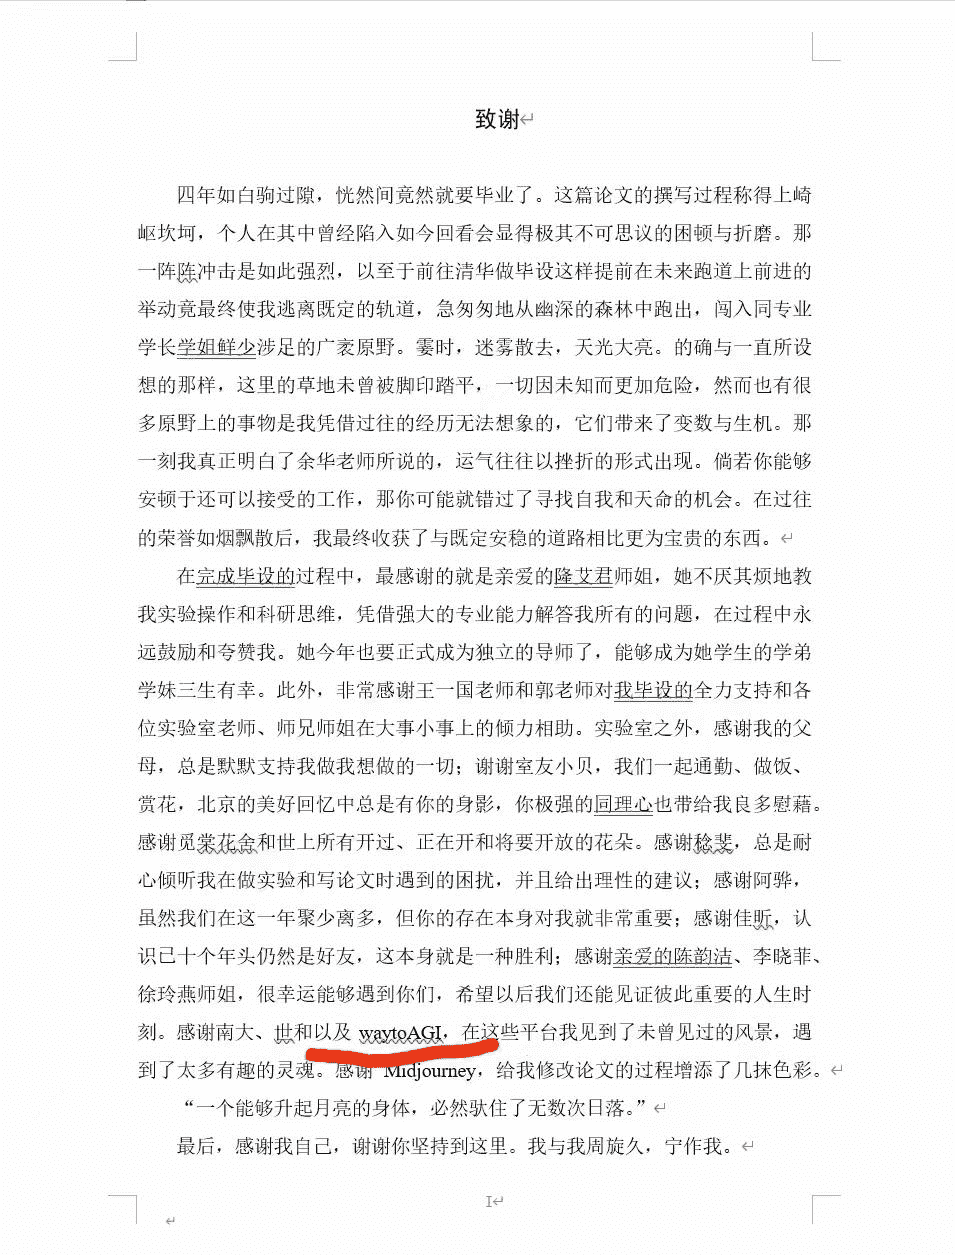 致谢
四年如白驹过隙，恍然间竟然就要毕业了。这篇论文的撰写过程称得上崎
岖坎坷，个人在其中曾经陷入如今回看会显得极其不可思议的困顿与折磨。那
一阵阵冲击是如此强烈，以至于前往清华做毕设这样提前在未来跑道上前进的
举动竟最终使我逃离既定的轨道，急匆匆地从幽深的森林中跑出，闯入同专业
学长学姐鲜少涉足的广袤原野。霎时，迷雾散去，天光大亮。的确与一直所设
想的那样，这里的草地未曾被脚印踏平，一切因未知而更加危险，然而也有很
多原野上的事物是我凭借过往的经历无法想象的，它们带来了变数与生机。那
一刻我真正明白了余华老师所说的，运气往往以挫折的形式出现。倘若你能够
安顿于还可以接受的工作，那你可能就错过了寻找自我和天命的机会。在过往
的荣誉如烟飘散后，我最终收获了与既定安稳的道路相比更为宝贵的东西。
在完成毕设的过程中，最感谢的就是亲爱的隆艾君师姐，她不厌其烦地教
我实验操作和科研思维，凭借强大的专业能力解答我所有的问题，在过程中永
远鼓励和夸赞我。她今年也要正式成为独立的导师了，能够成为她学生的学弟
学妹三生有幸。此外，非常感谢王一国老师和郭老师对我毕设的全力支持和各
位实验室老师、师兄师姐在大事小事上的倾力相助。实验室之外，感谢我的父
母，总是默默支持我做我想做的一切；谢谢室友小贝，我们一起通勤、做饭、
赏花，北京的美好回忆中总是有你的身影，你极强的同理心也带给我良多慰藉。
感谢觅棠花舍和世上所有开过、正在开和将要开放的花朵。感谢稔斐，总是耐
心倾听我在做实验和写论文时遇到的困扰，并且给出理性的建议；感谢阿骅，
虽然我们在这一年聚少离多，但你的存在本身对我就非常重要；感谢佳昕，认
识已十个年头仍然是好友，这本身就是一种胜利；感谢亲爱的陈韵洁、李晓菲、
徐玲燕师姐，很幸运能够遇到你们，希望以后我们还能见证彼此重要的人生时
刻。感谢南大、世和以及 waytoAGI，在这些平台我见到了未曾见过的风景，遇
到了太多有趣的灵魂。感谢 Midjourney，给我修改论文的过程增添了几抹色彩。
“一个能够升起月亮的身体，必然驮住了无数次日落。”
最后，感谢我自己，谢谢你坚持到这里。我与我周旋久，宁作我。
I